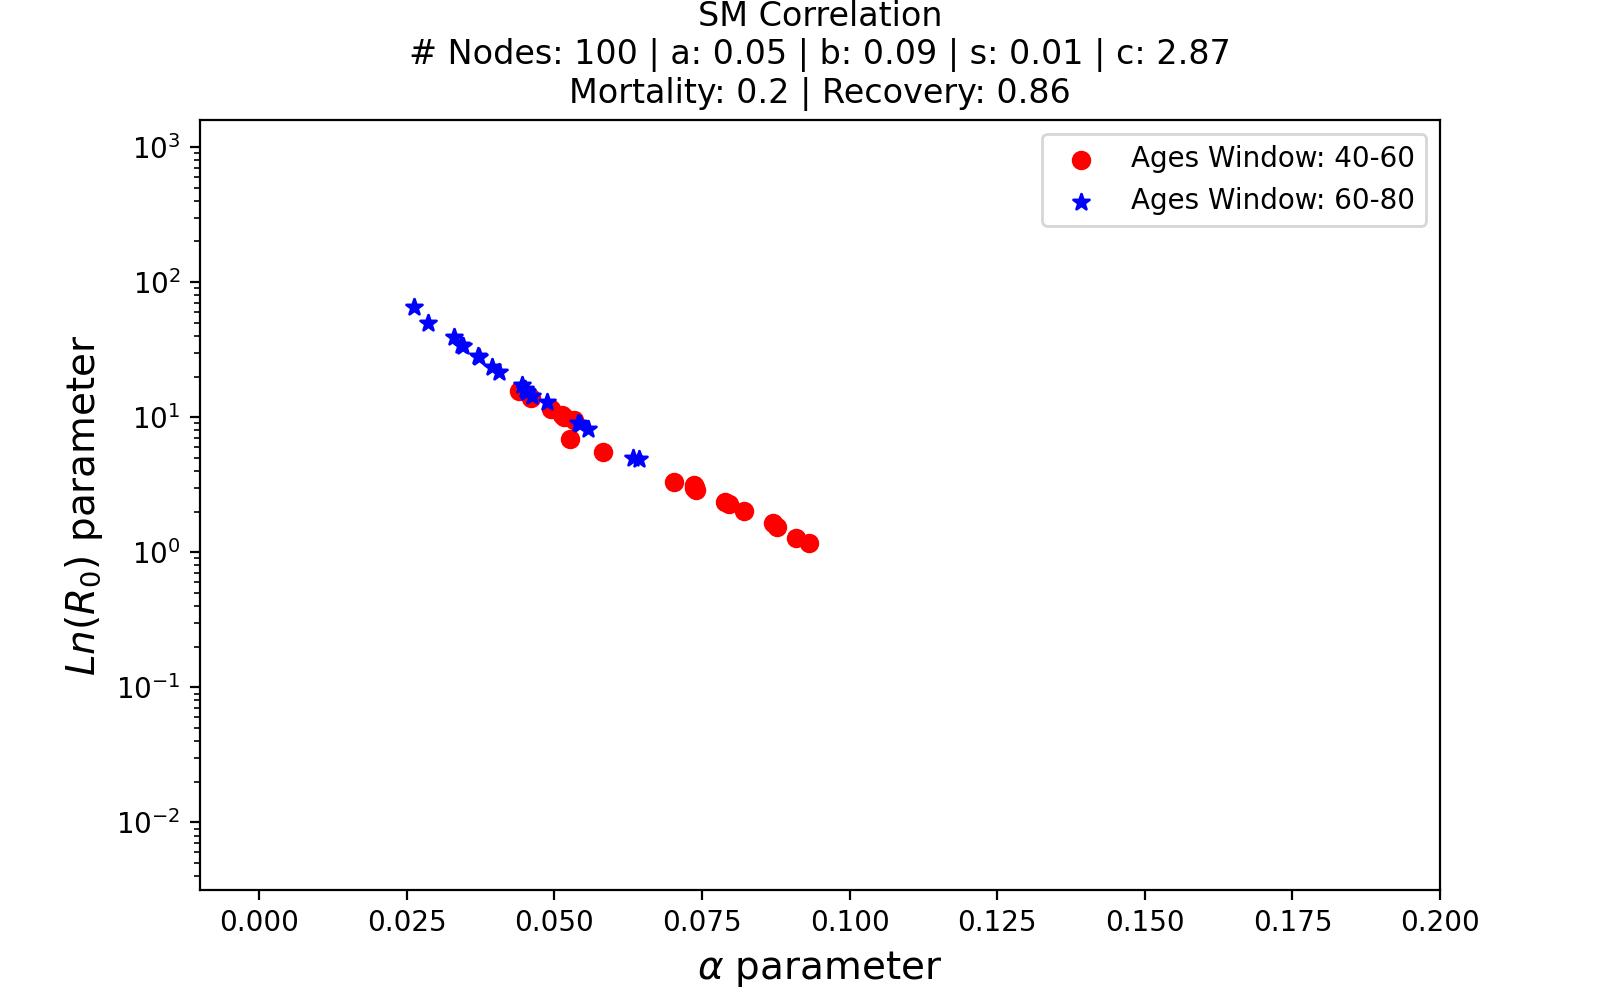 SM Correlation
# Nodes: 100 | a: 0.05 | b: 0.09 | s: 0.01 | c: 2.87
Mortality: 0.2 | Recovery: 0.86
Ages Window: 40-60
Ages Window: 60-80
Ln(R₀) parameter
10³
10²
10¹
10⁰
10⁻¹
10⁻²
0.000 0.025 0.050 0.075 0.100 0.125 0.150 0.175 0.200
α parameter